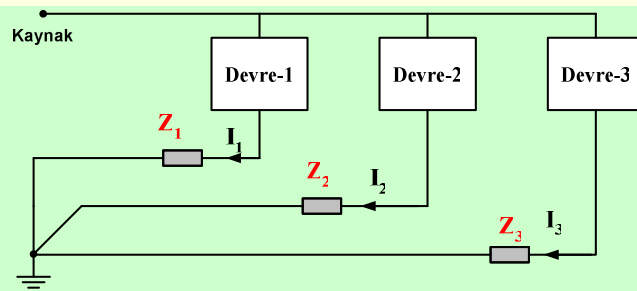 Kaynak
Devre-1
Devre-2
Devre-3
Z1
I1
Z2
I2
Z3
I3